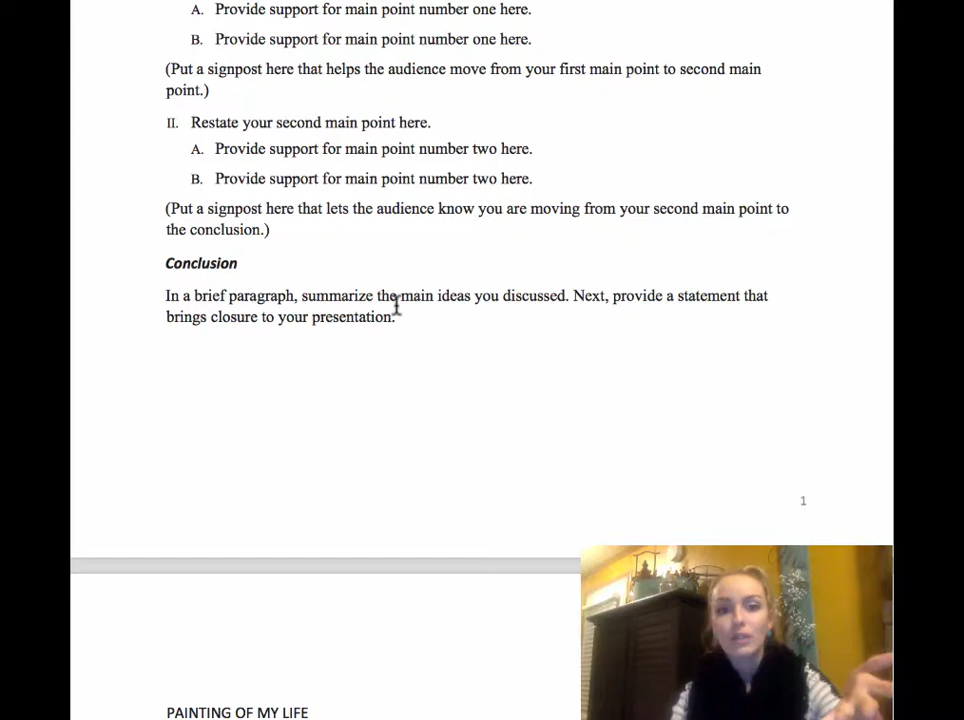 A. Provide support for main point number one here.
B. Provide support for main point number one here.
(Put a signpost here that helps the audience move from your first main point to second main
point.)
II. Restate your second main point here.
A. Provide support for main point number two here.
B. Provide support for main point number two here.
(Put a signpost here that lets the audience know you are moving from your second main point to
the conclusion.)
Conclusion
In a brief paragraph, summarize the main ideas you discussed. Next, provide a statement that
brings closure to your presentation.
1
PAINTING OF MY LIFE